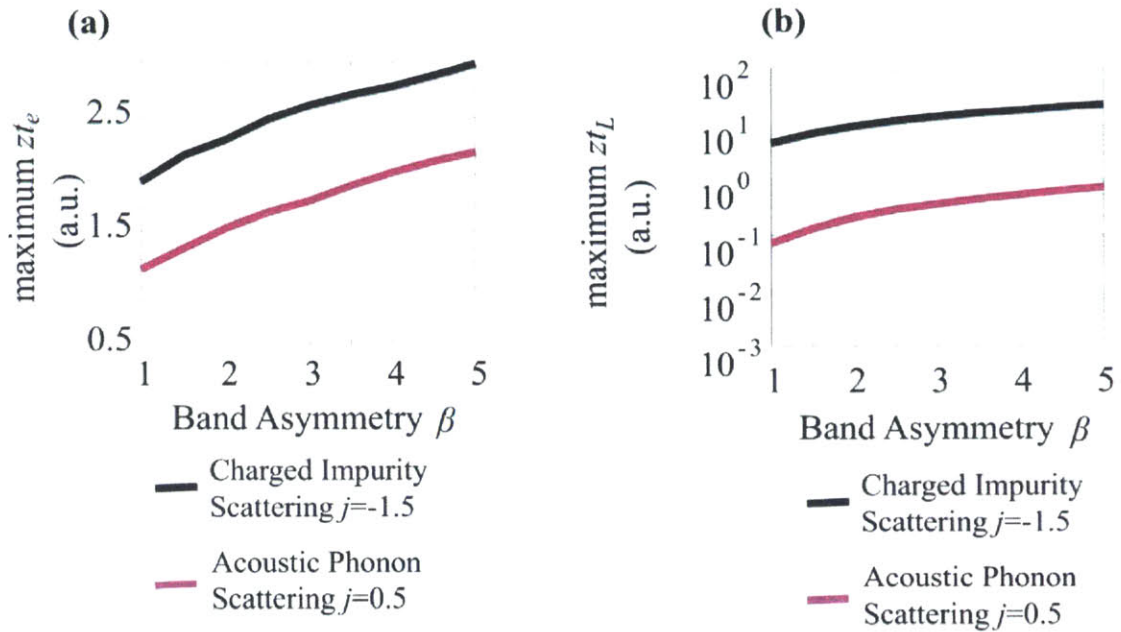 (a)
maximum zt_e
(a.u.)
2.5
1.5
0.5
1 2 3 4 5
Band Asymmetry β
Charged Impurity
Scattering j=-1.5
Acoustic Phonon
Scattering j=0.5
(b)
maximum zt_L
(a.u.)
10^2
10^1
10^0
10^-1
10^-2
10^-3
1 2 3 4 5
Band Asymmetry β
Charged Impurity
Scattering j=-1.5
Acoustic Phonon
Scattering j=0.5